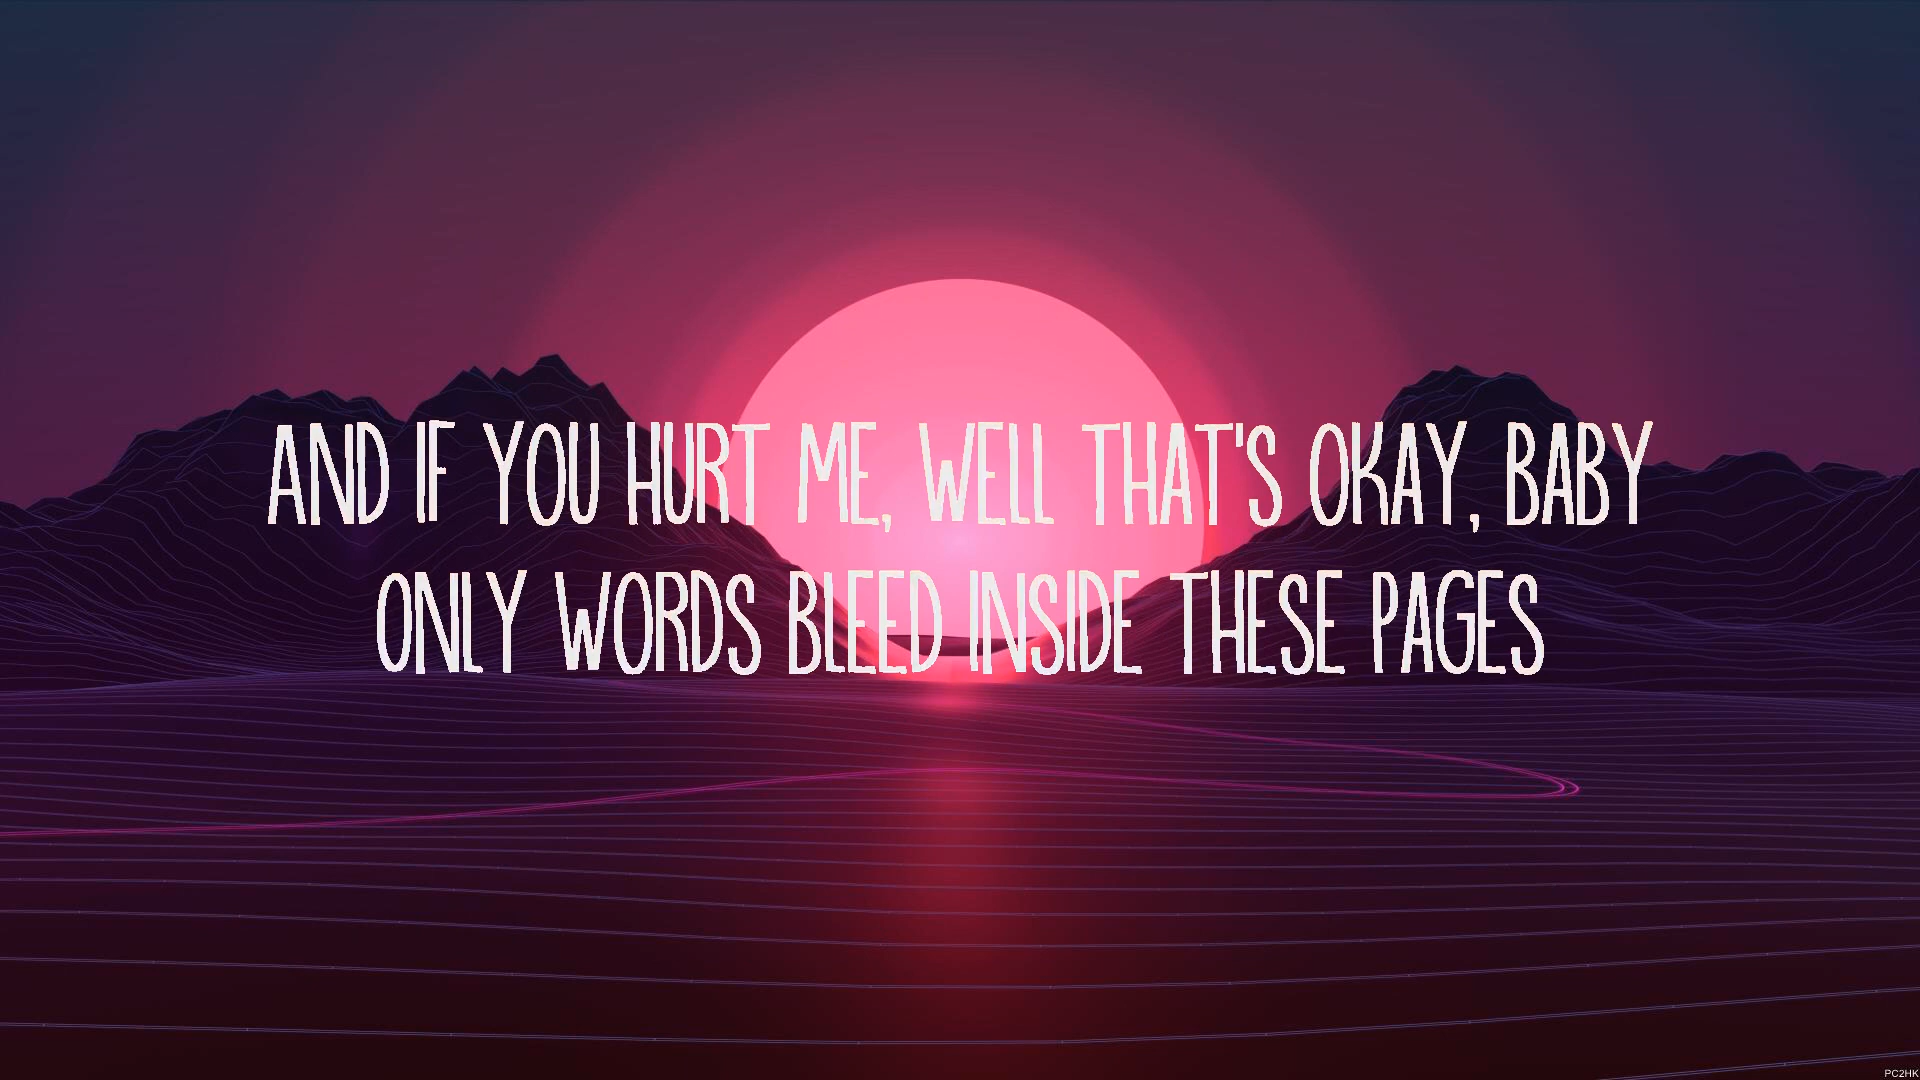 AND IF YOU HURT ME, WELL THAT'S OKAY, BABY
ONLY WORDS BLEED INSIDE THESE PAGES
PC2HK